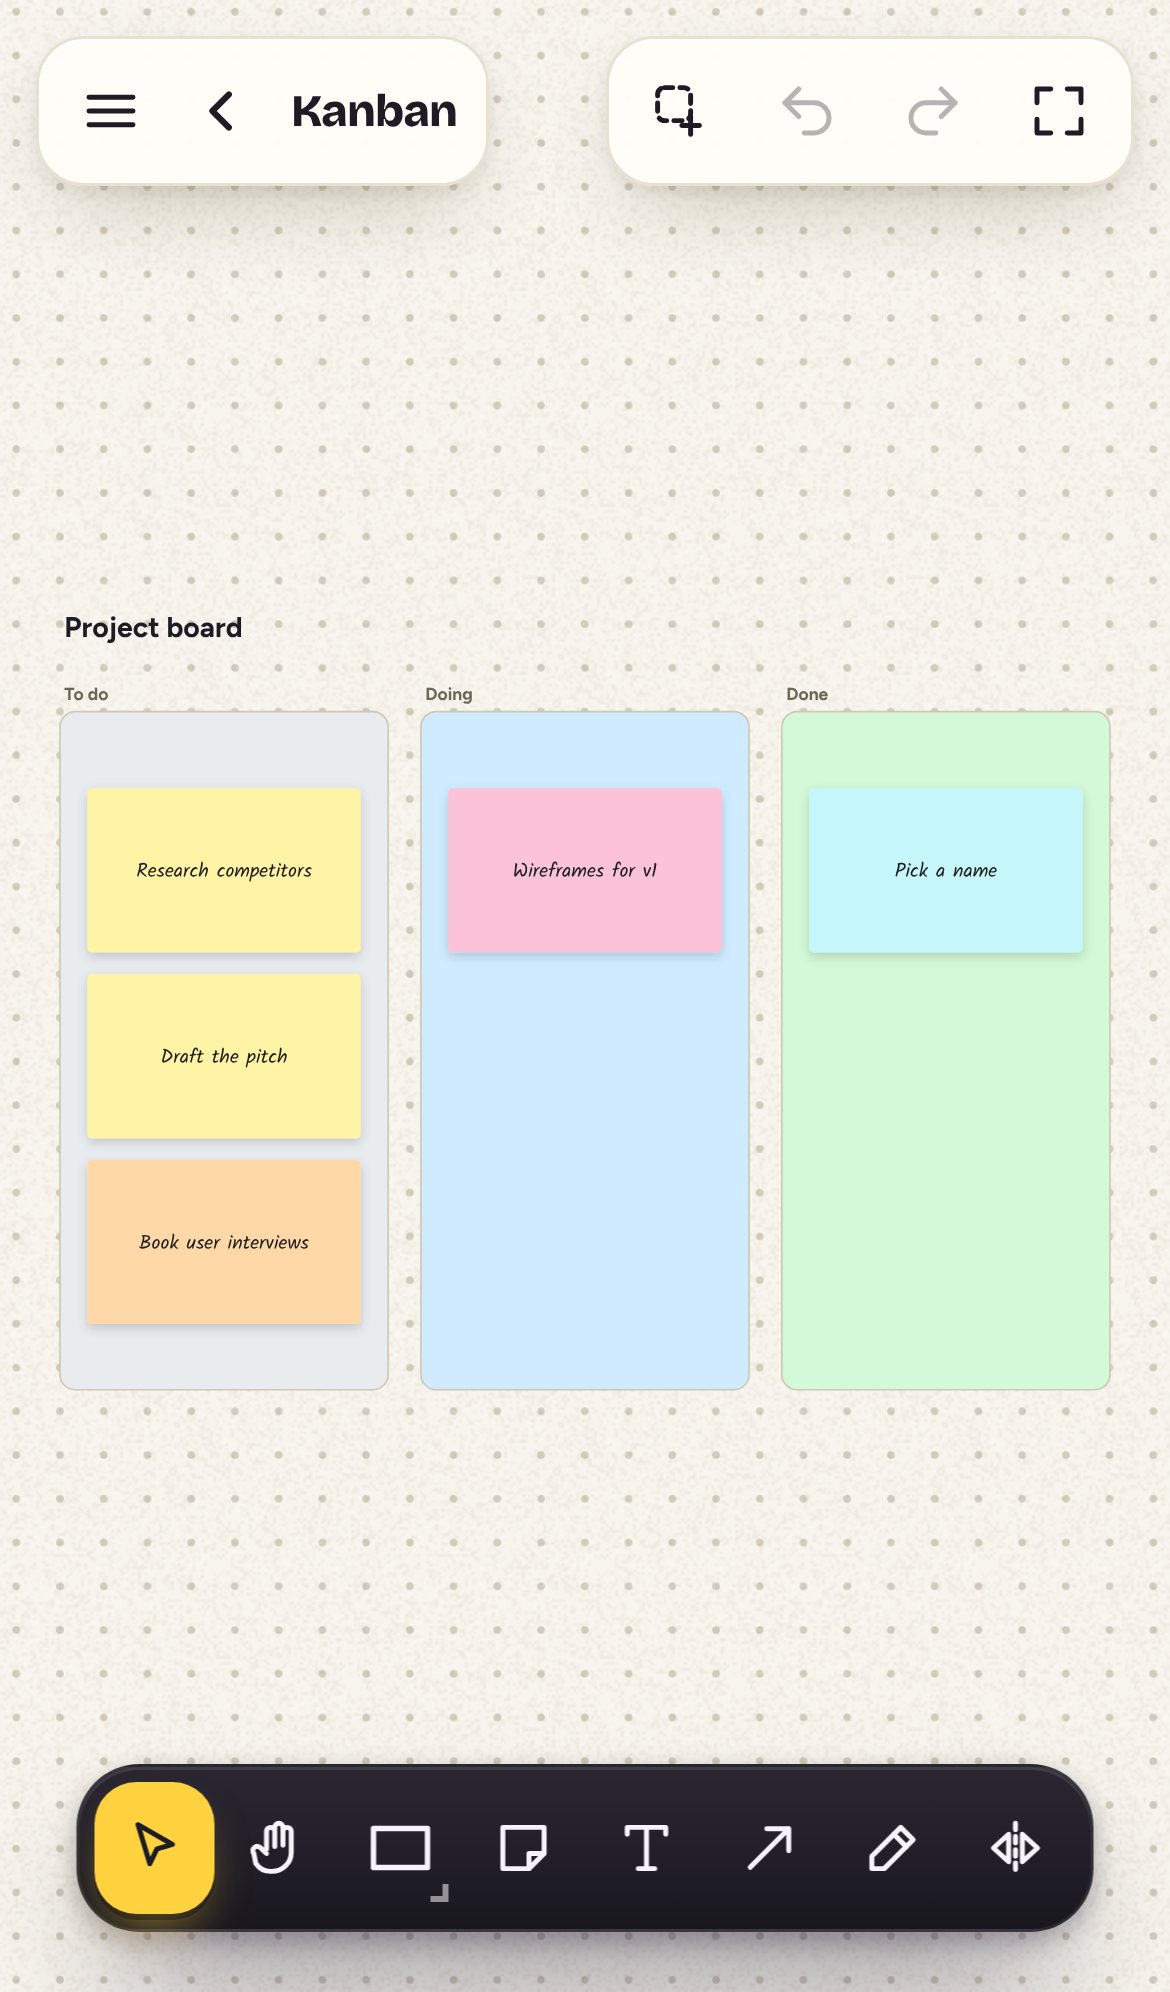 Kanban
Project board
To do
Doing
Done
Research competitors
Wireframes for v1
Pick a name
Draft the pitch
Book user interviews